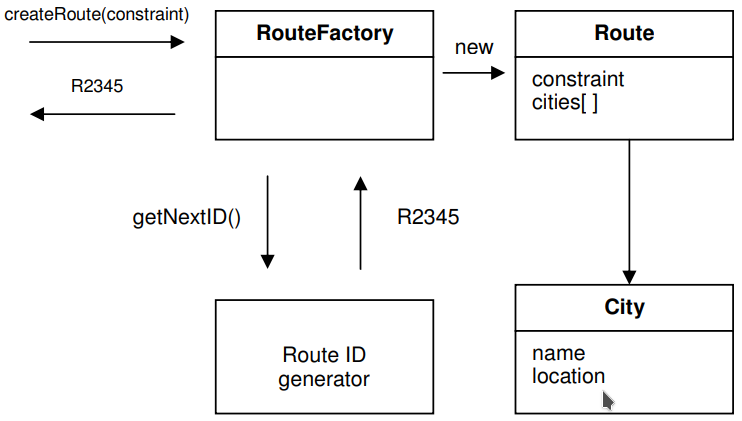 createRoute(constraint)
R2345
RouteFactory
new
Route
constraint
cities[ ]
getNextID()
R2345
Route ID
generator
City
name
location